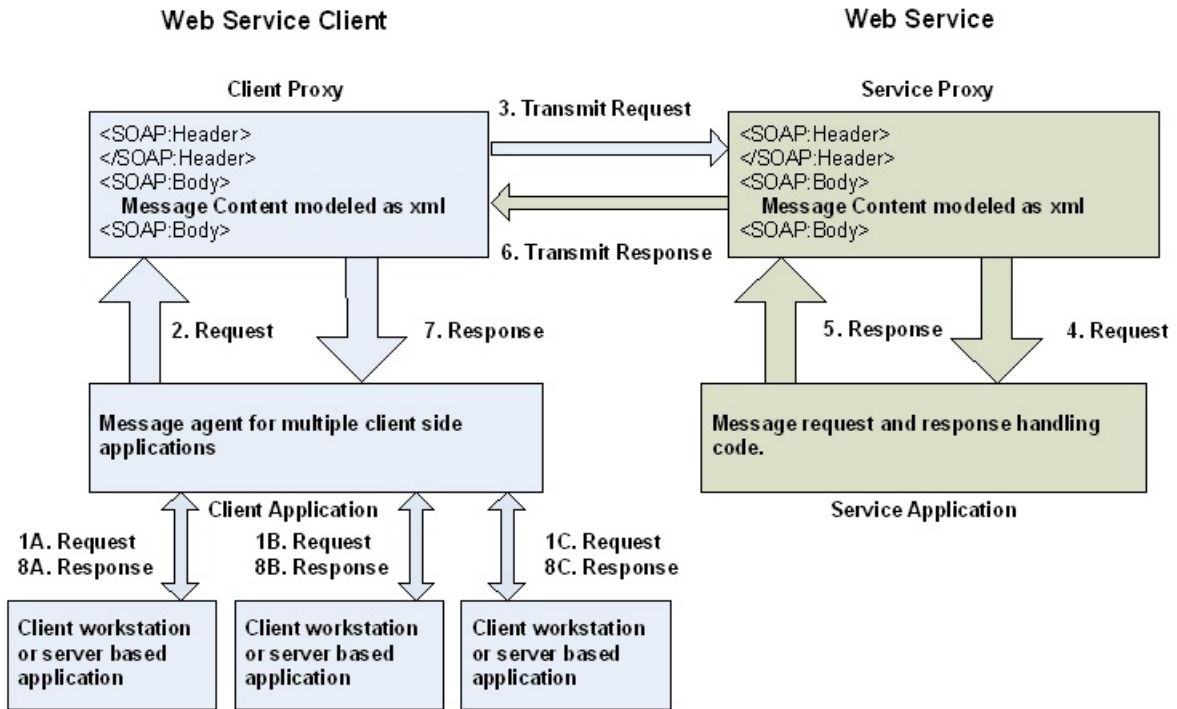 Web Service Client
Web Service
Client Proxy
Service Proxy
3. Transmit Request
<SOAP:Header>
</SOAP:Header>
<SOAP:Body>
Message Content modeled as xml
<SOAP:Body>
<SOAP:Header>
</SOAP:Header>
<SOAP:Body>
Message Content modeled as xml
<SOAP:Body>
6. Transmit Response
2. Request
7. Response
5. Response
4. Request
Message agent for multiple client side
applications
Message request and response handling
code.
Client Application
Service Application
1A. Request
8A. Response
1B. Request
8B. Response
1C. Request
8C. Response
Client workstation
or server based
application
Client workstation
or server based
application
Client workstation
or server based
application